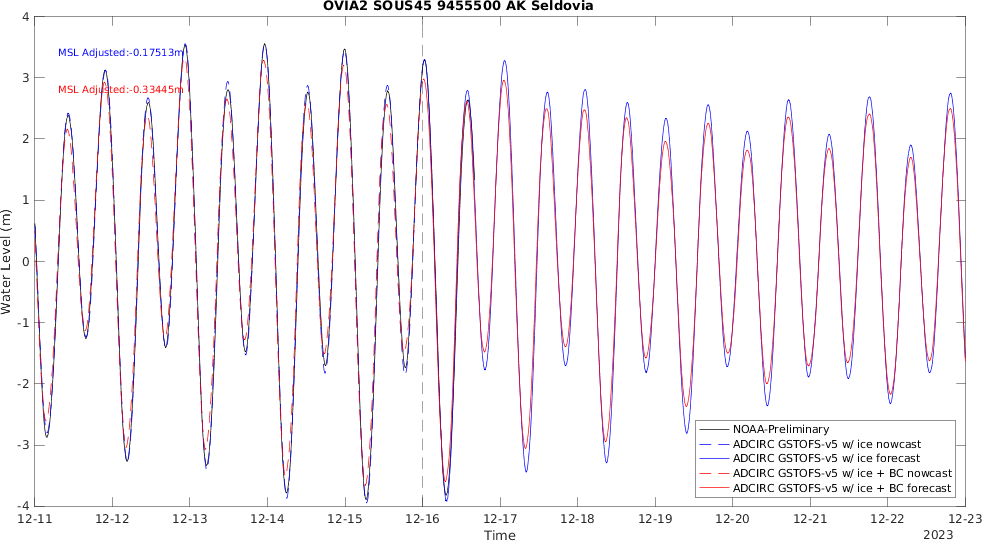 OVIA2 SOUS45 9455500 AK Seldovia
MSL Adjusted:-0.17513m
MSL Adjusted:-0.33445m
Water Level (m)
4
3
2
1
0
-1
-2
-3
-4
NOAA-Preliminary
ADCIRC GSTOFS-v5 w/ ice nowcast
ADCIRC GSTOFS-v5 w/ ice forecast
ADCIRC GSTOFS-v5 w/ ice + BC nowcast
ADCIRC GSTOFS-v5 w/ ice + BC forecast
12-11 12-12 12-13 12-14 12-15 12-16 12-17 12-18 12-19 12-20 12-21 12-22 12-23
Time
2023